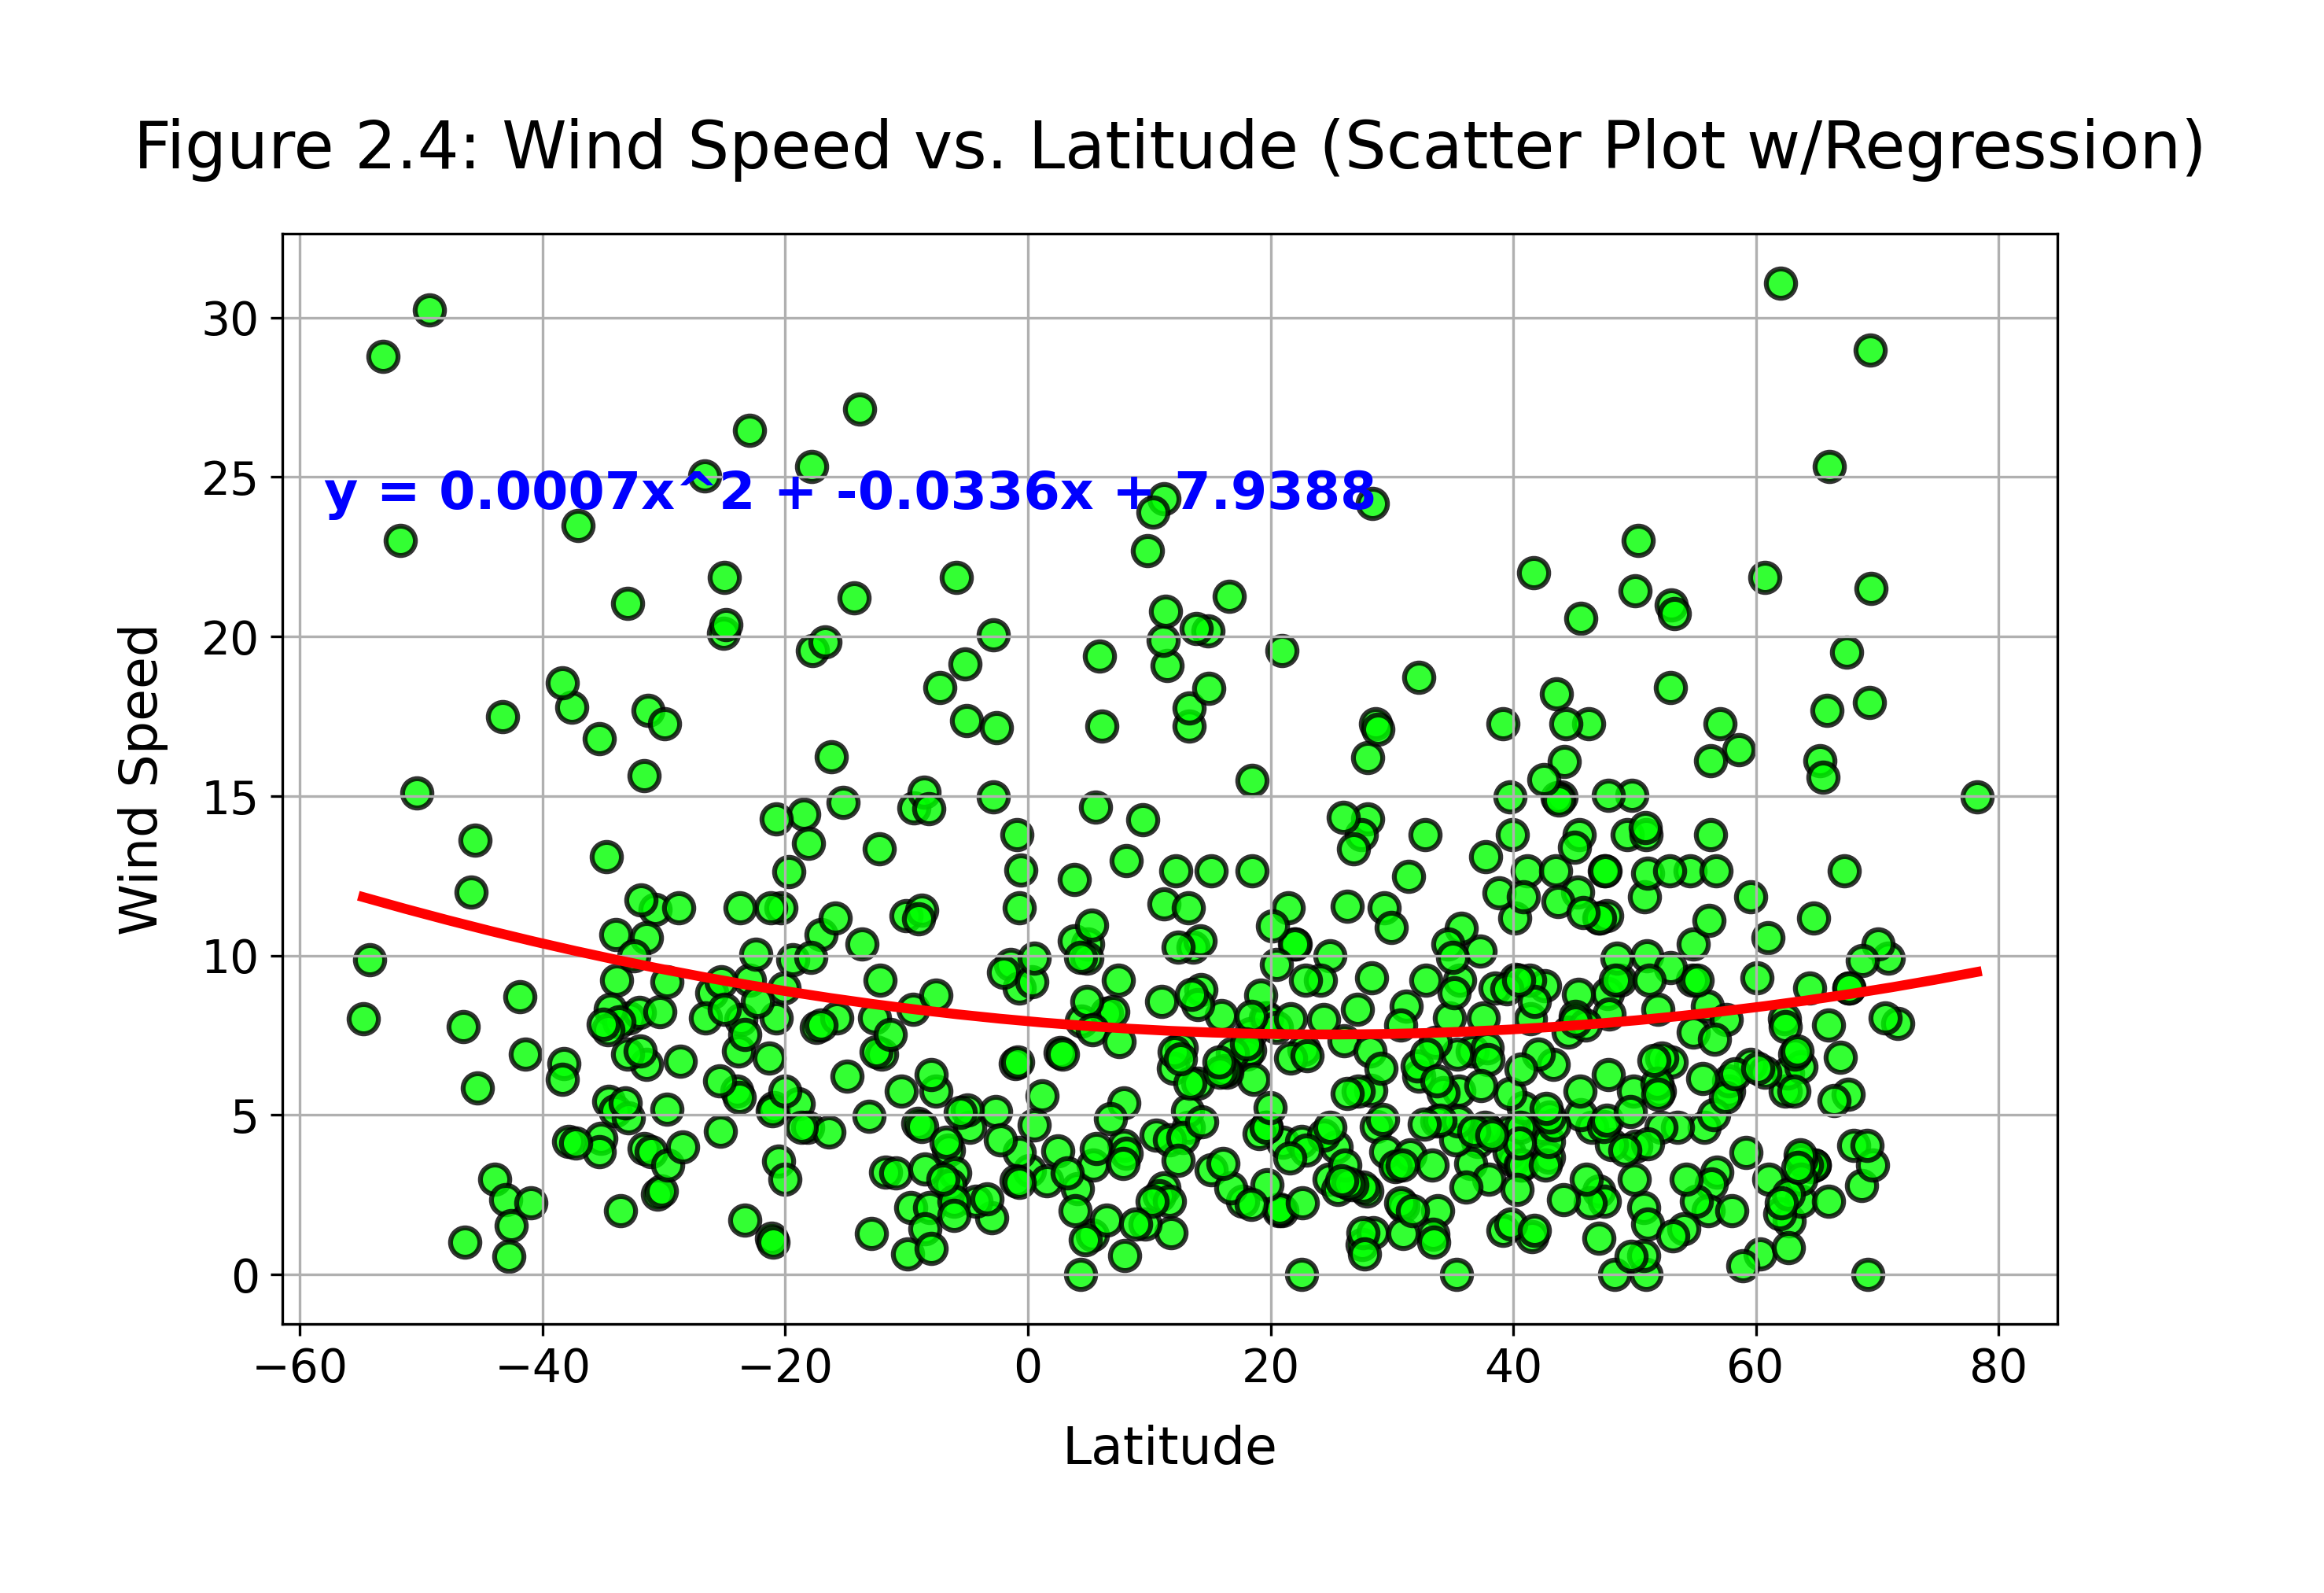 Figure 2.4: Wind Speed vs. Latitude (Scatter Plot w/Regression)
30
25
y = 0.0007x^2 + -0.0336x + 7.9388
20
Wind Speed
15
10
5
0
−60 −40 −20 0 20 40 60 80
Latitude